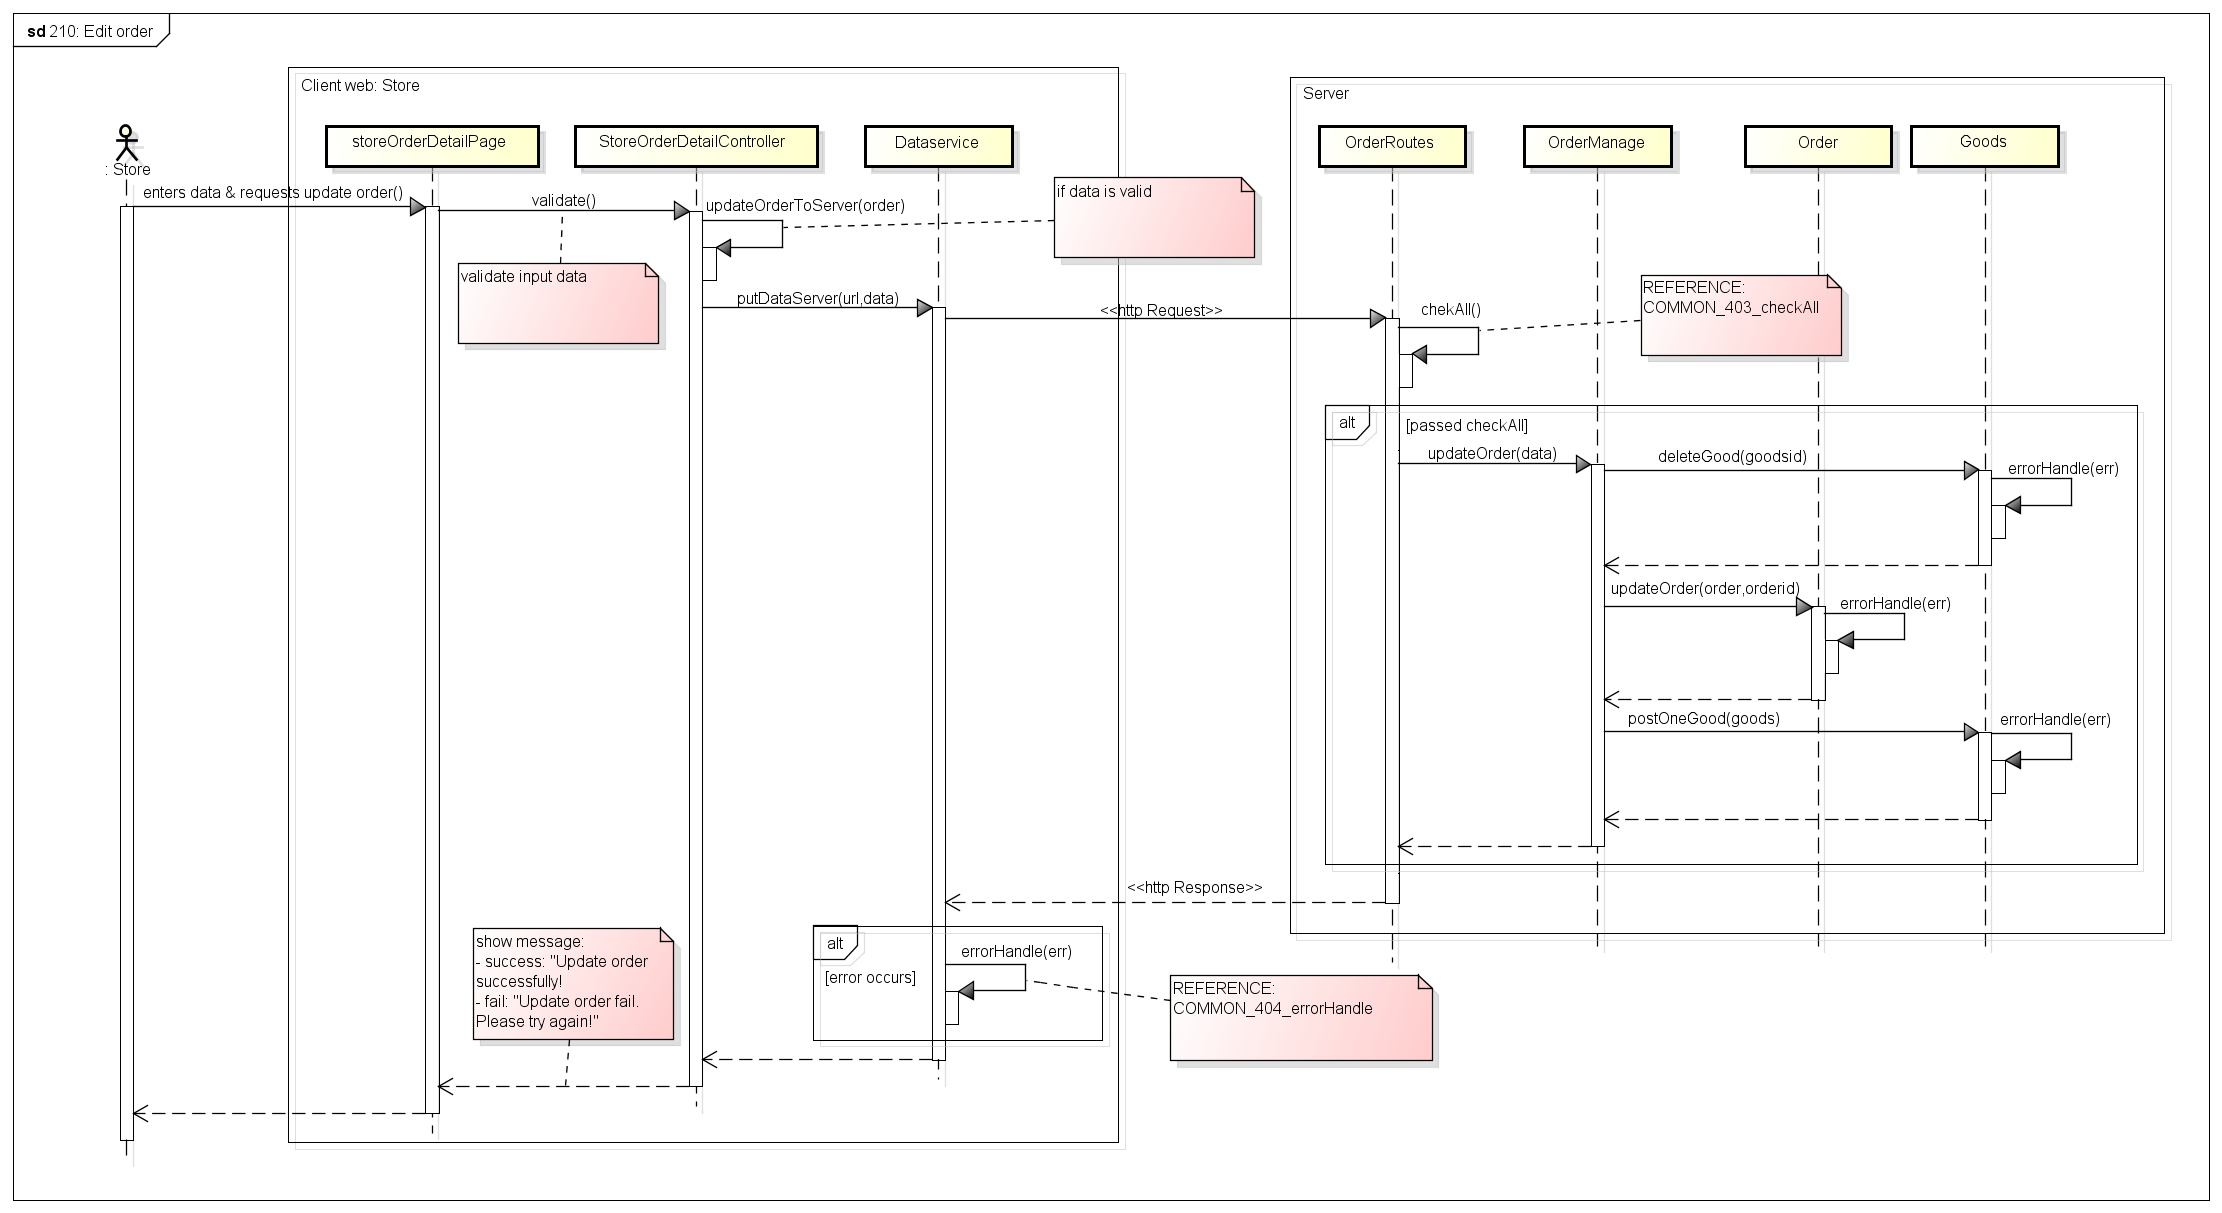 sd 210: Edit order
Client web: Store
Server
: Store
storeOrderDetailPage
StoreOrderDetailController
Dataservice
OrderRoutes
OrderManage
Order
Goods
enters data & requests update order()
validate()
updateOrderToServer(order)
if data is valid
validate input data
putDataServer(url,data)
<<http Request>>
chekAll()
REFERENCE:
COMMON_403_checkAll
alt
[passed checkAll]
updateOrder(data)
deleteGood(goodsid)
errorHandle(err)
updateOrder(order,orderid)
errorHandle(err)
postOneGood(goods)
errorHandle(err)
<<http Response>>
alt
[error occurs]
errorHandle(err)
REFERENCE:
COMMON_404_errorHandle
show message:
- success: "Update order
successfully!
- fail: "Update order fail.
Please try again!"